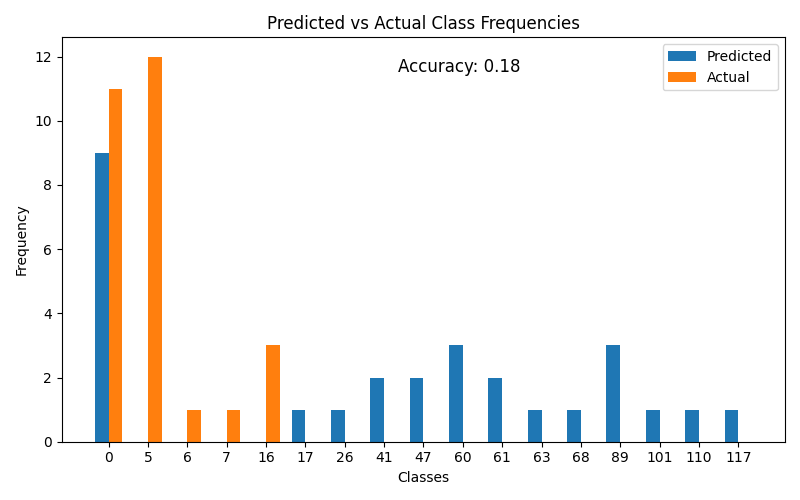 Predicted vs Actual Class Frequencies
Accuracy: 0.18
Predicted
Actual
Frequency
12
10
8
6
4
2
0
0 5 6 7 16 17 26 41 47 60 61 63 68 89 101 110 117
Classes